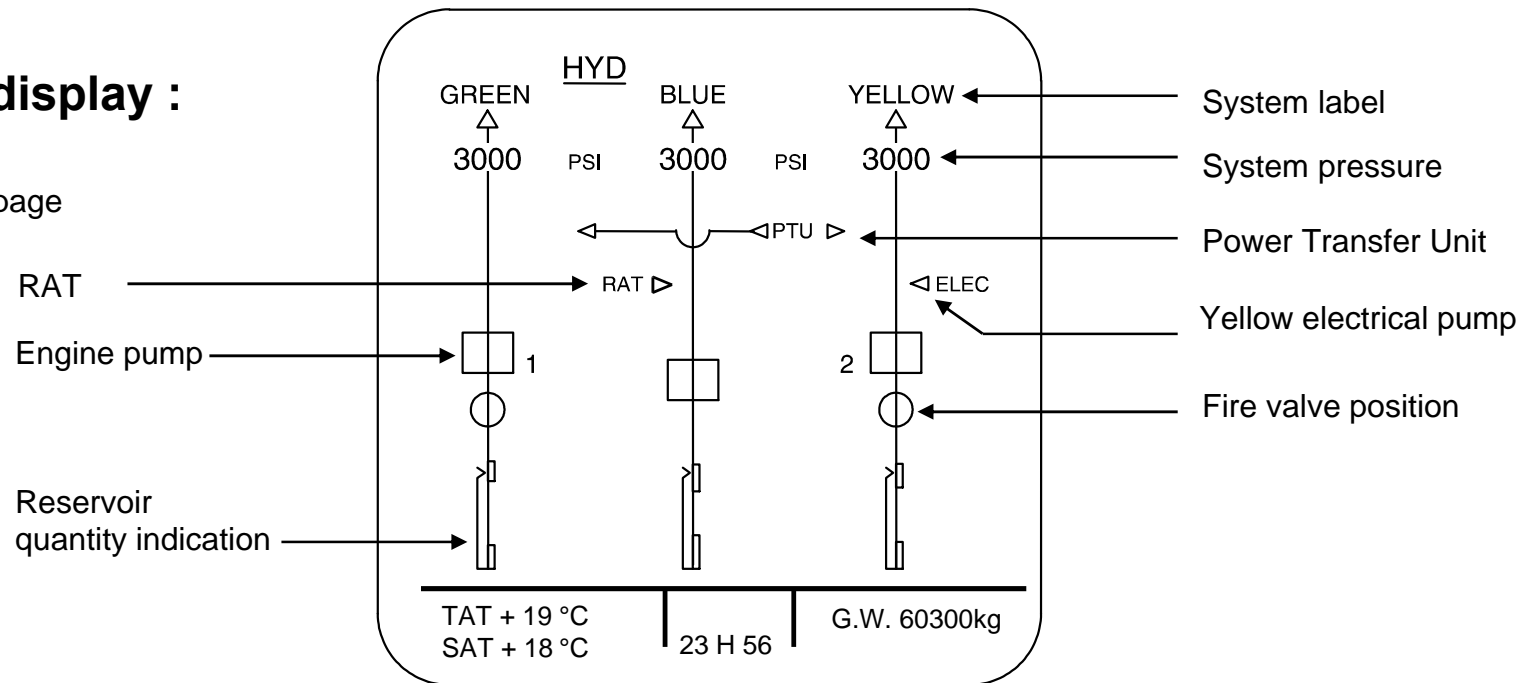 display :
page
RAT
Engine pump
Reservoir
quantity indication
HYD
GREEN BLUE YELLOW
3000 PSI 3000 PSI 3000
PTU
RAT ELEC
1 2
TAT + 19 °C
SAT + 18 °C
23 H 56
G.W. 60300kg
System label
System pressure
Power Transfer Unit
Yellow electrical pump
Fire valve position